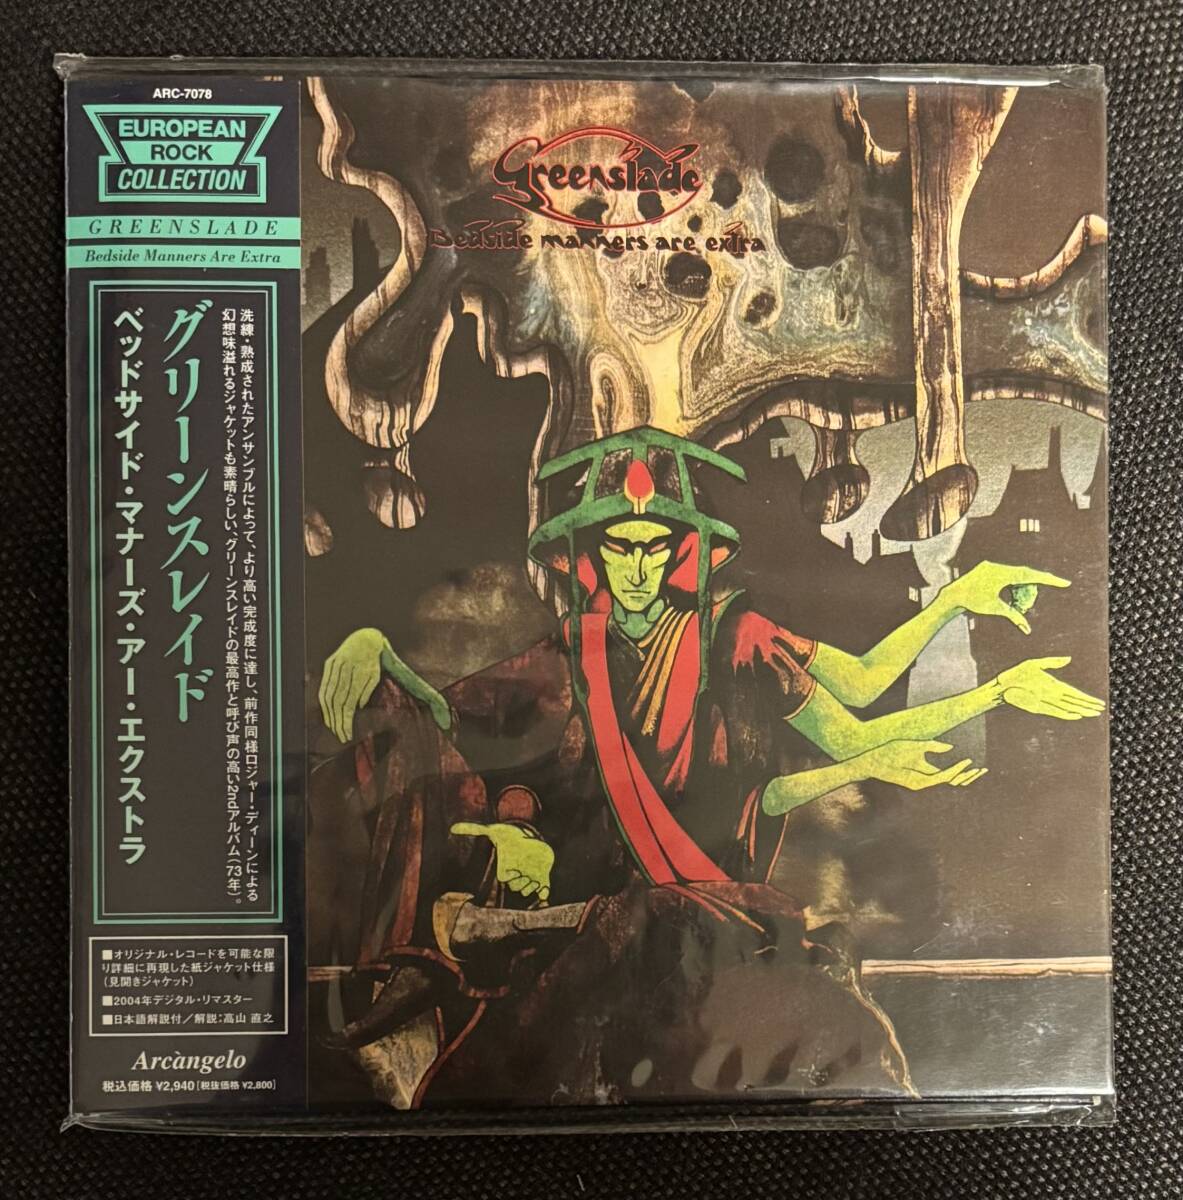 ARC-7078
EUROPEAN
ROCK
COLLECTION
GREENSLADE
Bedside Manners Are Extra
グリーンスレイド
ベッドサイド・マナーズ・アー・エクストラ
洗練・熟成されたアンサンブルによって、より高い完成度に達し、前作同様ロジャー・ディーンによる
幻想味溢れるジャケットも素晴らしい、グリーンスレイドの最高作と呼び声の高い2ndアルバム(73年)。
■オリジナル・レコードを可能な限
り詳細に再現した紙ジャケット仕様
(見開きジャケット)
■2004年デジタル・リマスター
■日本語解説付／解説:高山 直之
Arcàngelo
税込価格 ¥2,940[税抜価格 ¥2,800]
Greenslade
Bedside manners are extra